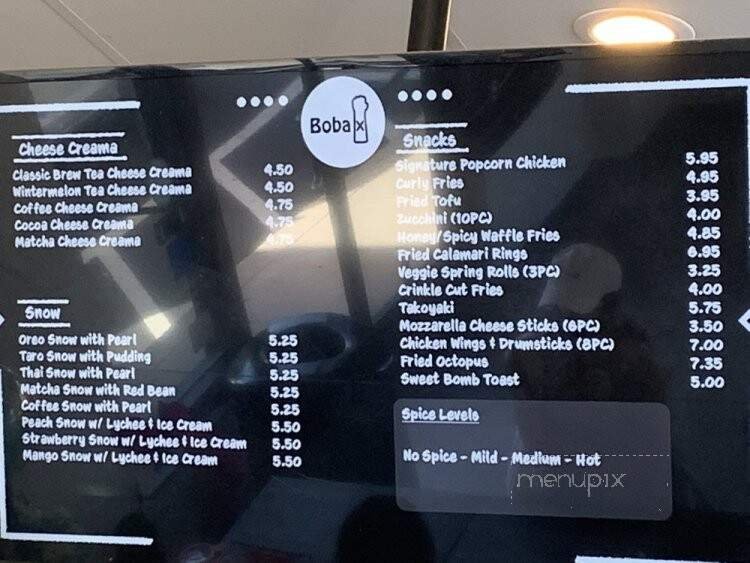 Boba x
Cheese Creama
Classic Brew Tea Cheese Creama 4.50
Wintermelon Tea Cheese Creama 4.50
Coffee Cheese Creama 4.75
Cocoa Cheese Creama 4.75
Matcha Cheese Creama 4.75
Snow
Oreo Snow with Pearl 5.25
Taro Snow with Pudding 5.25
Thai Snow with Pearl 5.25
Matcha Snow with Red Bean 5.25
Coffee Snow with Pearl 5.25
Peach Snow w/ Lychee & Ice Cream 5.50
Strawberry Snow w/ Lychee & Ice Cream 5.50
Mango Snow w/ Lychee & Ice Cream 5.50
Snacks
Signature Popcorn Chicken 5.95
Curly Fries 4.95
Fried Tofu 3.95
Zucchini (10PC) 4.00
Honey/Spicy Waffle Fries 4.85
Fried Calamari Rings 6.95
Veggie Spring Rolls (3PC) 3.25
Crinkle Cut Fries 4.00
Takoyaki 5.75
Mozzarella Cheese Sticks (6PC) 3.50
Chicken Wings & Drumsticks (8PC) 7.00
Fried Octopus 7.35
Sweet Bomb Toast 5.00
Spice Levels
No Spice - Mild - Medium - Hot
menupix